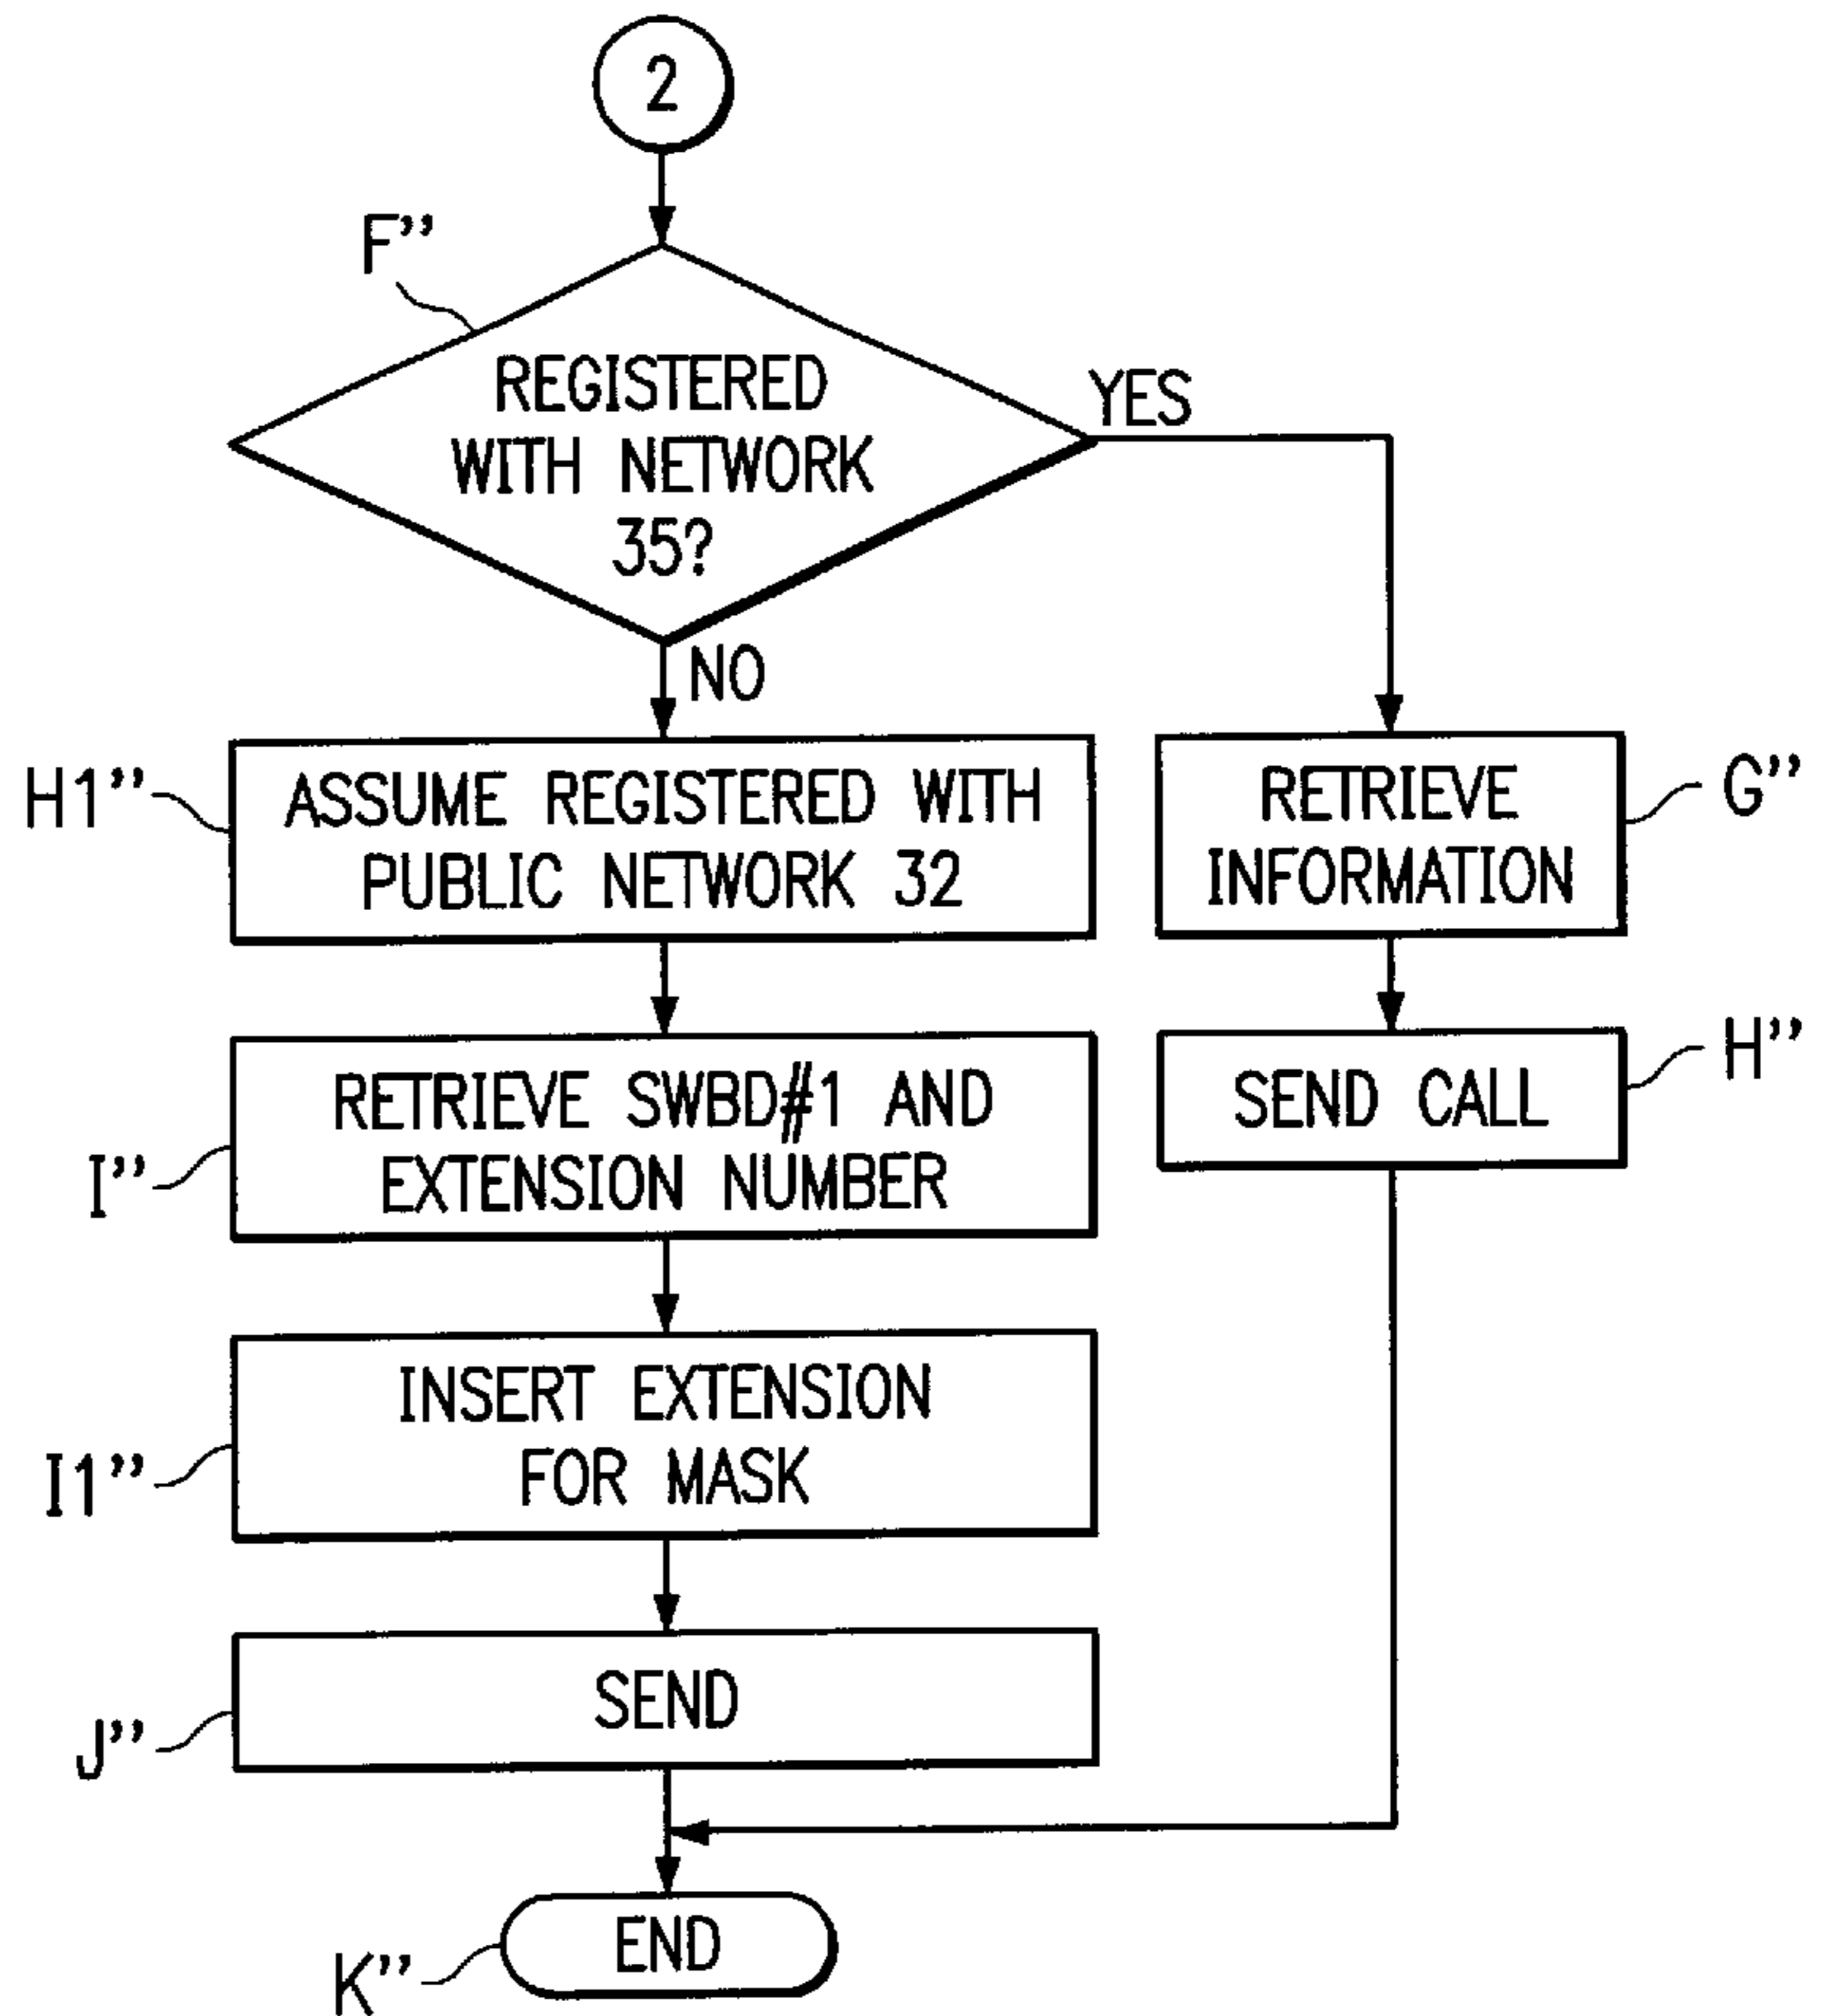 2
F”
REGISTERED
WITH NETWORK
35?
YES
NO
H1”
ASSUME REGISTERED WITH
PUBLIC NETWORK 32
RETRIEVE
INFORMATION
G”
I”
RETRIEVE SWBD#1 AND
EXTENSION NUMBER
SEND CALL
H”
I1”
INSERT EXTENSION
FOR MASK
J”
SEND
K”
END